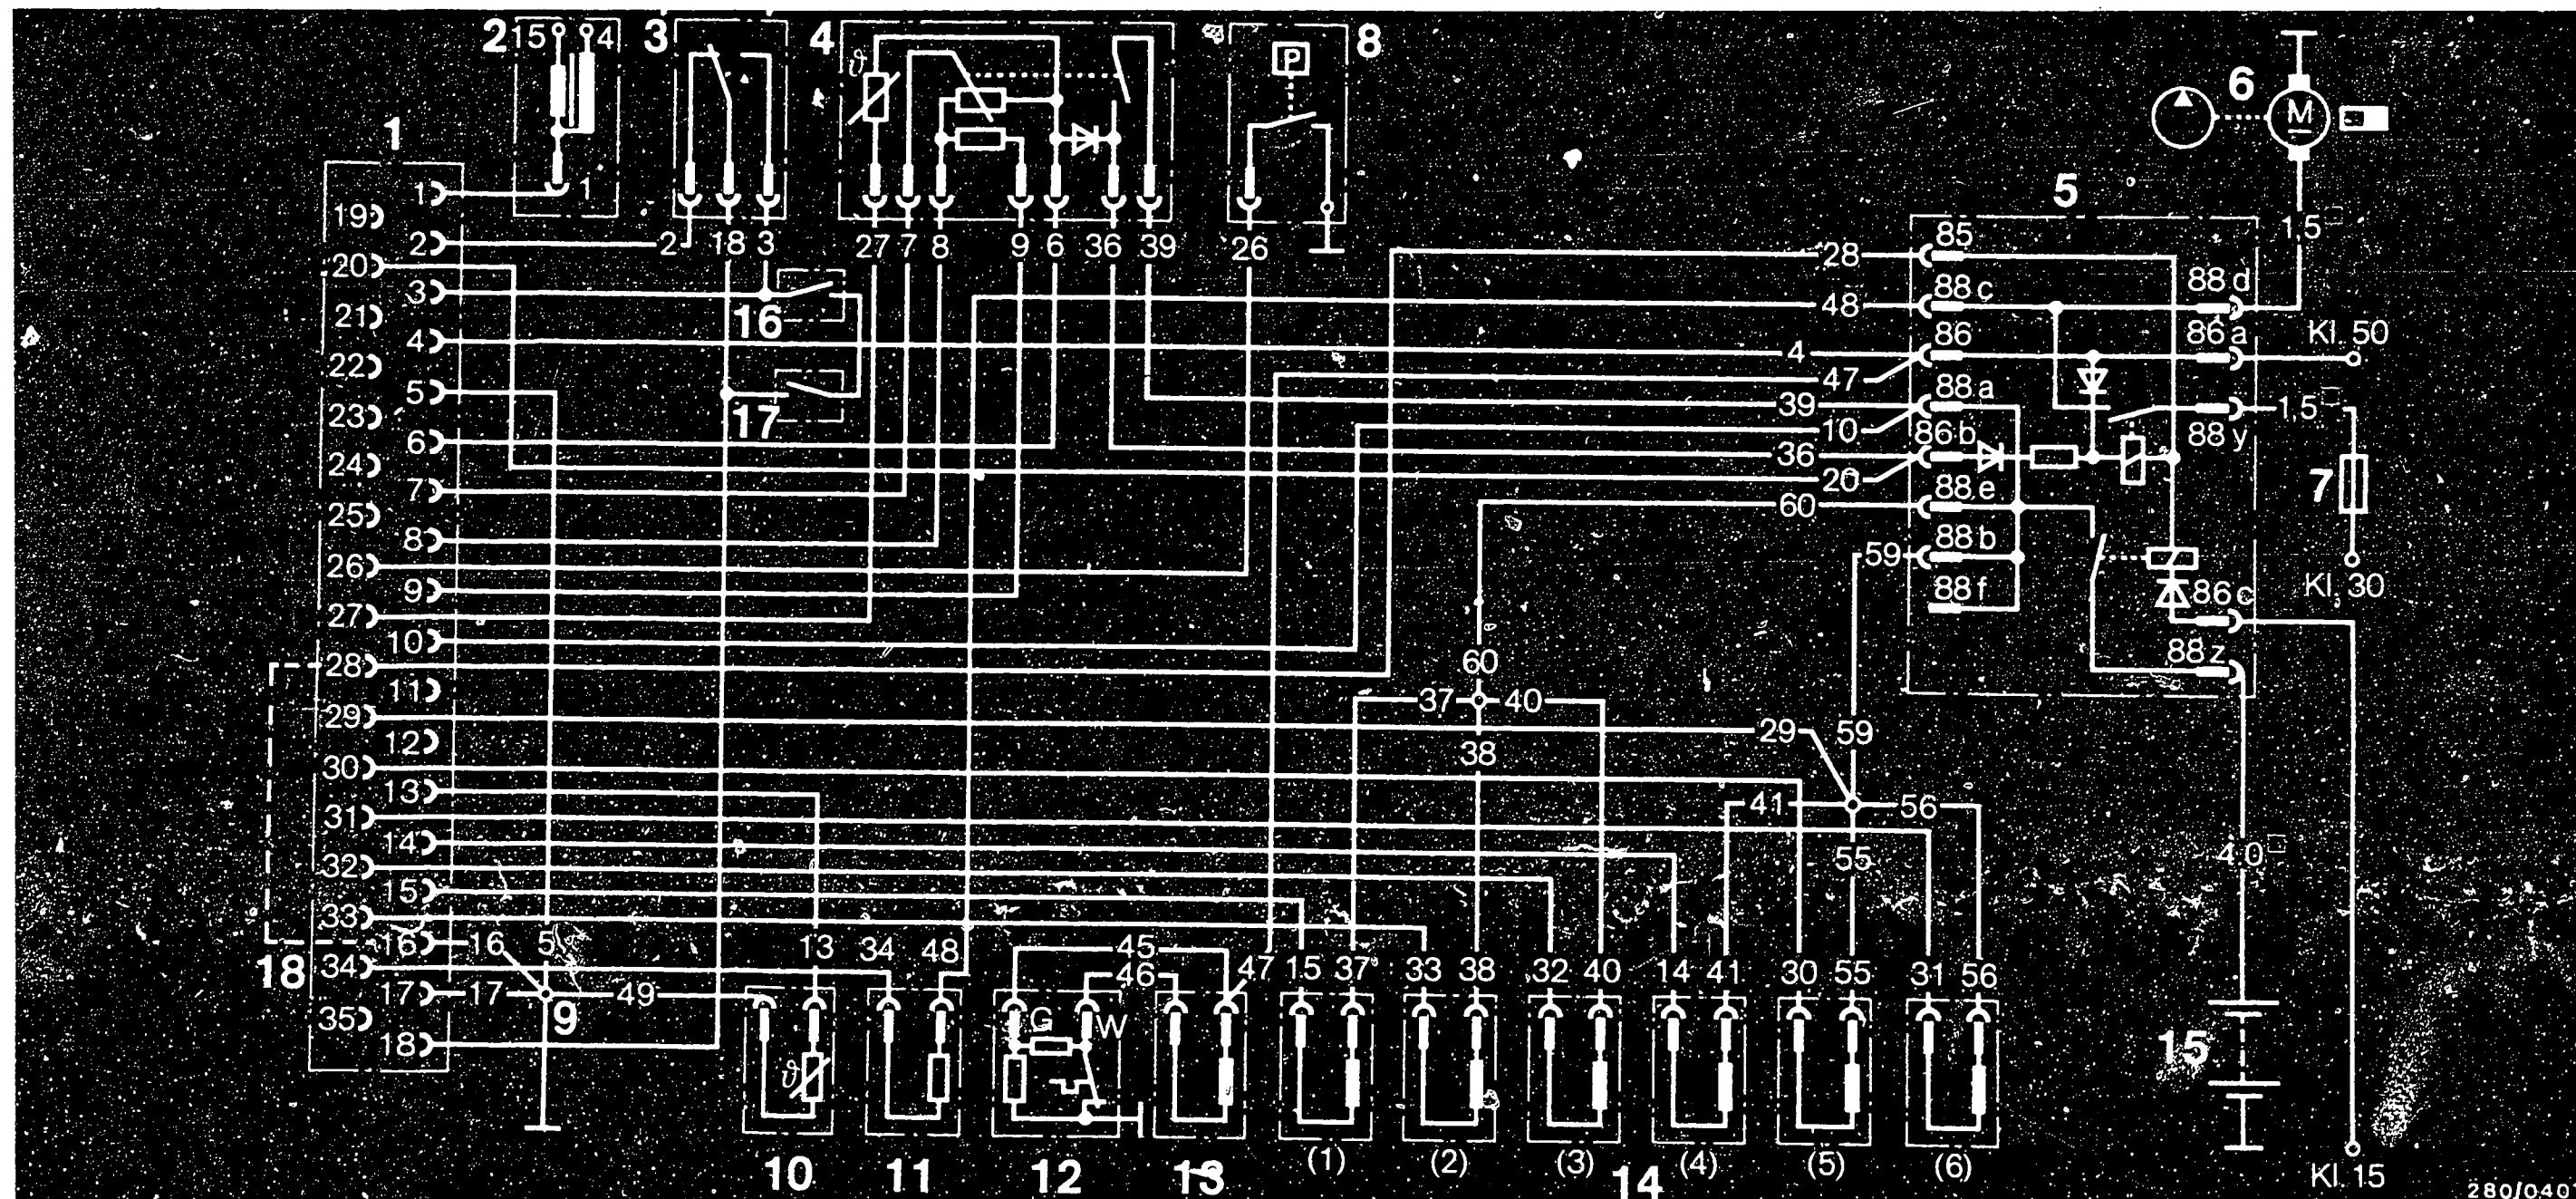 2 15 4 3 4 8 6
ϑ P M
1
1 1 5
19
2 2 18 3 27 7 8 9 6 36 39 26 28 85 1,5
20 88 d
3 48 88 c
16
21 86 a Kl. 50
4 4 86
22 47
5 39 88 a 1,5
23 17 10
6 36 86 b 88 y
24 20
7 60 88 e 7
25
8 59 88 b
26
9 88 f 86 c Kl. 30
27
10
28 60 88 z
11 37 40
29 29 59
12 38
30
13 41 56
31
14 55 4,0
32
15
33
16 16 5 13 34 48 45 47 15 37 33 38 32 40 14 41 30 55 31 56
18 34 46
17 17 49
35 9 G W
18 15
ϑ
10 11 12 13 (1) (2) (3) 14 (4) (5) (6) Kl. 15
280/040